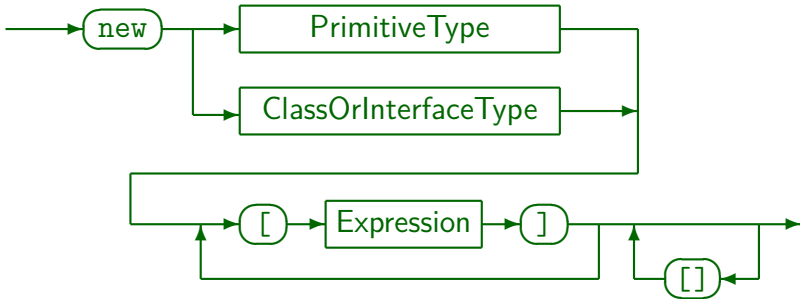 new PrimitiveType
ClassOrInterfaceType
[ Expression ]
[]